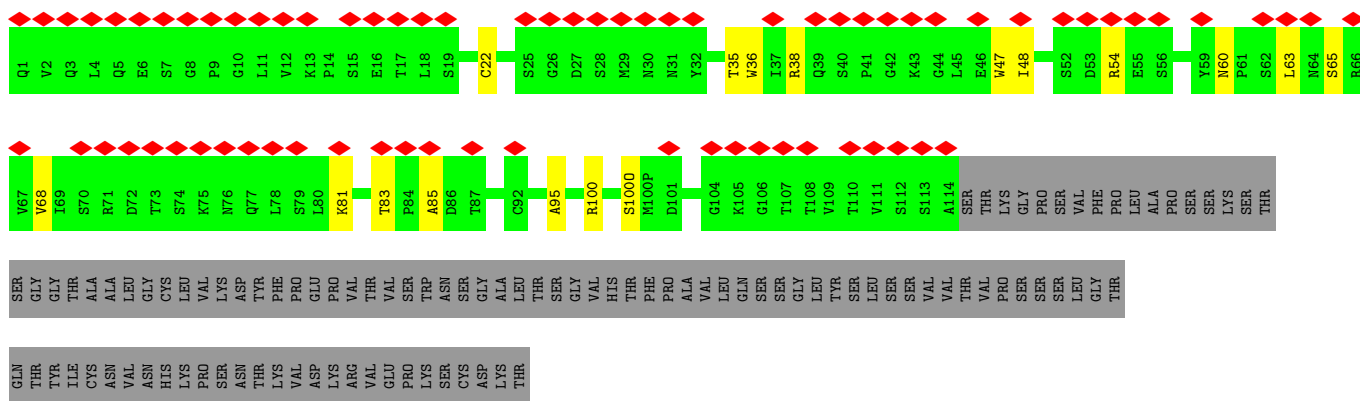 Q1 V2 Q3 L4 Q5 E6 S7 G8 P9 G10 L11 V12 K13 P14 S15 E16 T17 L18 S19 C22 S25 G26 D27 S28 M29 N30 N31 Y32 T35 W36 I37 R38 Q39 S40 P41 G42 K43 G44 L45 E46 W47 I48 S52 D53 R54 E55 S56 Y59 N60 P61 S62 L63 N64 S65 R66
V67 V68 I69 S70 R71 D72 T73 S74 K75 N76 Q77 L78 S79 L80 K81 T83 P84 A85 D86 T87 C92 A95 R100 S100O M100P D101 G104 K105 G106 T107 T108 V109 T110 V111 S112 S113 A114 SER THR LYS GLY PRO SER VAL PHE PRO LEU ALA PRO SER SER LYS SER THR
SER GLY GLY THR ALA ALA LEU GLY CYS LEU VAL LYS ASP TYR PHE PRO GLU PRO VAL THR VAL SER TRP ASN SER GLY ALA LEU THR SER GLY VAL HIS THR PHE PRO ALA VAL LEU GLN SER SER GLY LEU TYR SER LEU SER SER VAL VAL THR VAL PRO SER SER SER LEU GLY THR
GLN THR TYR ILE CYS ASN VAL ASN HIS LYS PRO SER ASN THR LYS VAL ASP LYS ARG VAL GLU PRO LYS SER CYS ASP LYS THR